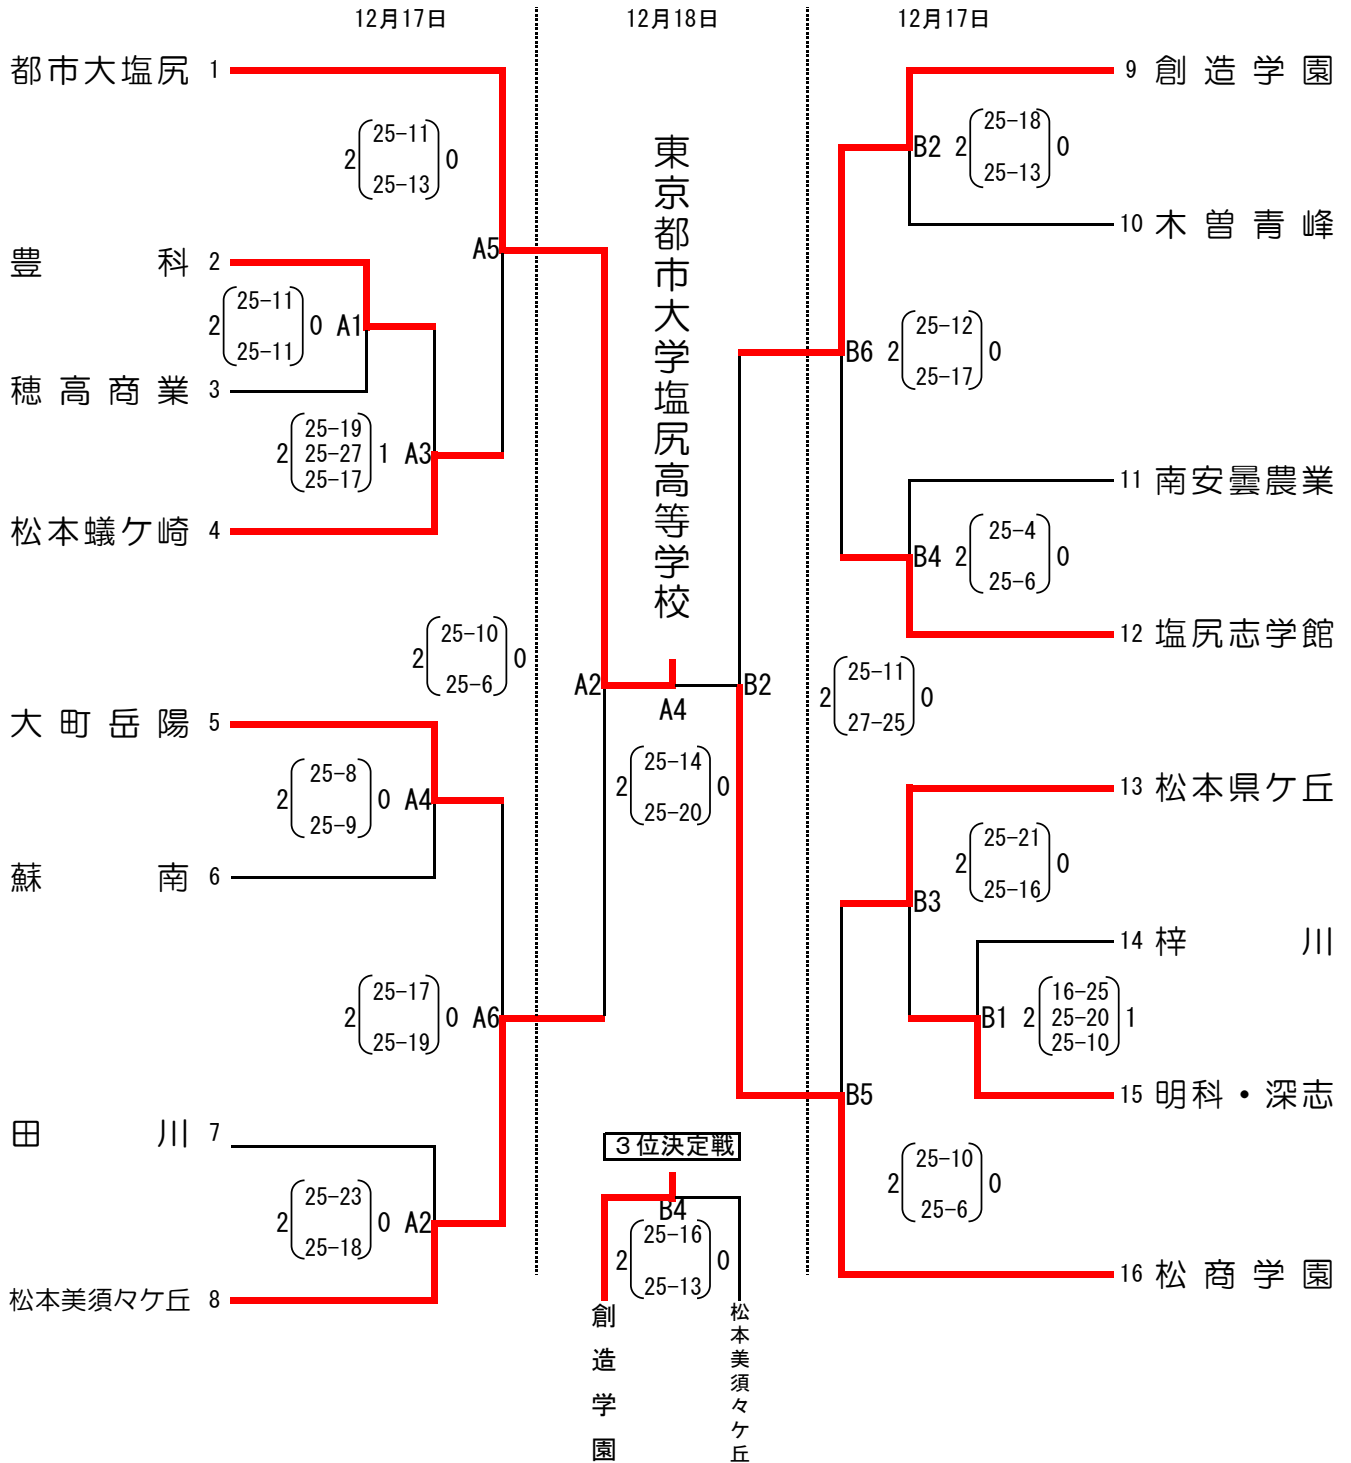 12月17日
12月18日
12月17日
都市大塩尻 1
2 25-11 0
25-13
A5
豊科 2
2 25-11 0 A1
25-11
穂高商業 3
25-19
2 25-27 1 A3
25-17
松本蟻ケ崎 4
2 25-10 0
25-6
A2
大町岳陽 5
2 25-8 0 A4
25-9
蘇南 6
2 25-17 0 A6
25-19
田川 7
2 25-23 0 A2
25-18
松本美須々ケ丘 8
東京都市大学塩尻高等学校
A4
2 25-14 0
25-20
3位決定戦
B4
2 25-16 0
25-13
創造学園
松本美須々ケ丘
9 創造学園
B2 2 25-18 0
25-13
10 木曽青峰
B6 2 25-12 0
25-17
11 南安曇農業
B4 2 25-4 0
25-6
12 塩尻志学館
B2
2 25-11 0
27-25
13 松本県ケ丘
2 25-21 0
25-16
B3
14 梓川
16-25
B1 2 25-20 1
25-10
15 明科・深志
B5
2 25-10 0
25-6
16 松商学園